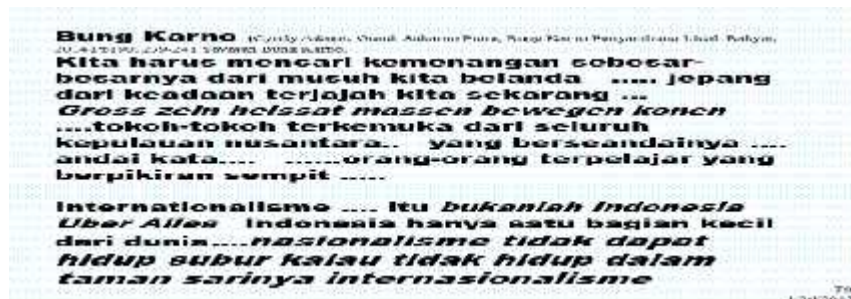 Bung Karno
Kita harus mencari kemenangan sebesar-
besarnya dari musuh kita belanda ..... jepang
dari keadaan terjajah kita sekarang ...
Gross zein heissat massen bewegen konen
....tokoh-tokoh terkemuka dari seluruh
kepulauan nusantara.. yang berseandainya ....
andai kata.... ......orang-orang terpelajar yang
berpikiran sempit .....
Internationalisme .... itu bukanlah Indonesia
Uber Alles Indonesia hanya satu bagian kecil
dari dunia....nasionalisme tidak dapat
hidup subur kalau tidak hidup dalam
taman sarinya internasionalisme